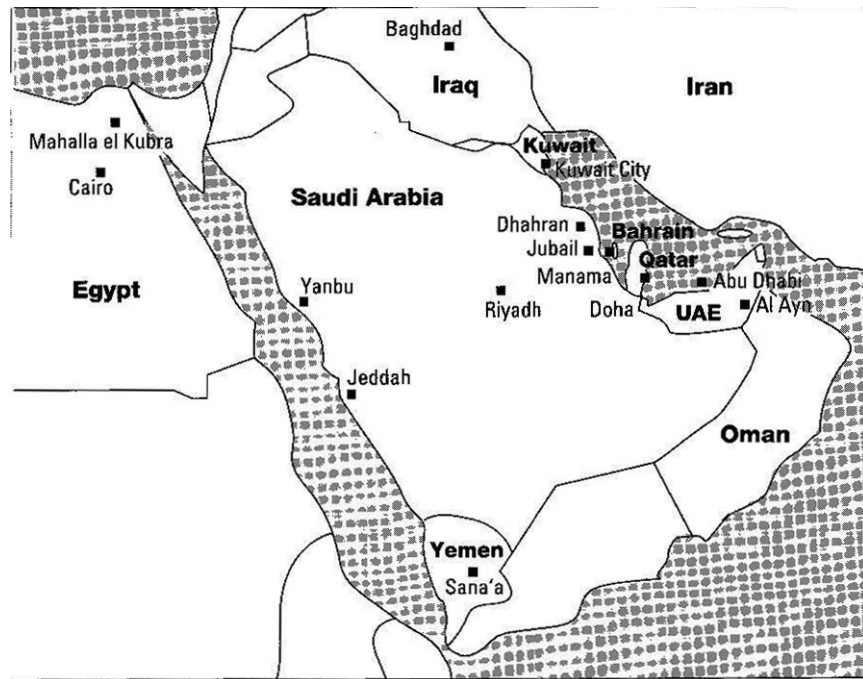 Baghdad
Iraq
Iran
Mahalla el Kubra
Kuwait
Cairo
Kuwait City
Saudi Arabia
Dhahran
Bahrain
Jubail
Qatar
Manama
Abu Dhabi
Egypt
Yanbu
Riyadh
Doha
UAE
Al Ayn
Jeddah
Oman
Yemen
Sana'a